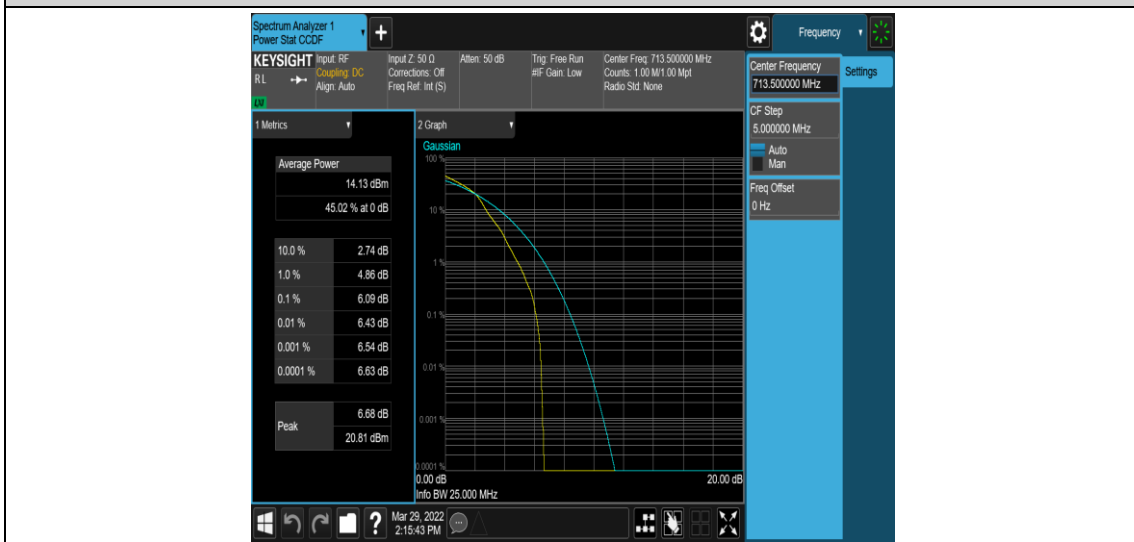 Spectrum Analyzer 1
Power Stat CCDF
+
Frequency
KEYSIGHT
RL
LXI
Input: RF
Coupling: DC
Align: Auto
Input Z: 50 Ω
Corrections: Off
Freq Ref: Int (S)
Atten: 50 dB
Trig: Free Run
#IF Gain: Low
Center Freq: 713.500000 MHz
Counts: 1.00 M/1.00 Mpt
Radio Std: None
Center Frequency
713.500000 MHz
Settings
CF Step
5.000000 MHz
Auto
Man
Freq Offset
0 Hz
1 Metrics
Average Power
14.13 dBm
45.02 % at 0 dB
10.0 % 2.74 dB
1.0 % 4.86 dB
0.1 % 6.09 dB
0.01 % 6.43 dB
0.001 % 6.54 dB
0.0001 % 6.63 dB
Peak 6.68 dB
20.81 dBm
2 Graph
Gaussian
100 %
10 %
1 %
0.1 %
0.01 %
0.001 %
0.0001 %
0.00 dB 20.00 dB
Info BW 25.000 MHz
?
Mar 29, 2022
2:15:43 PM